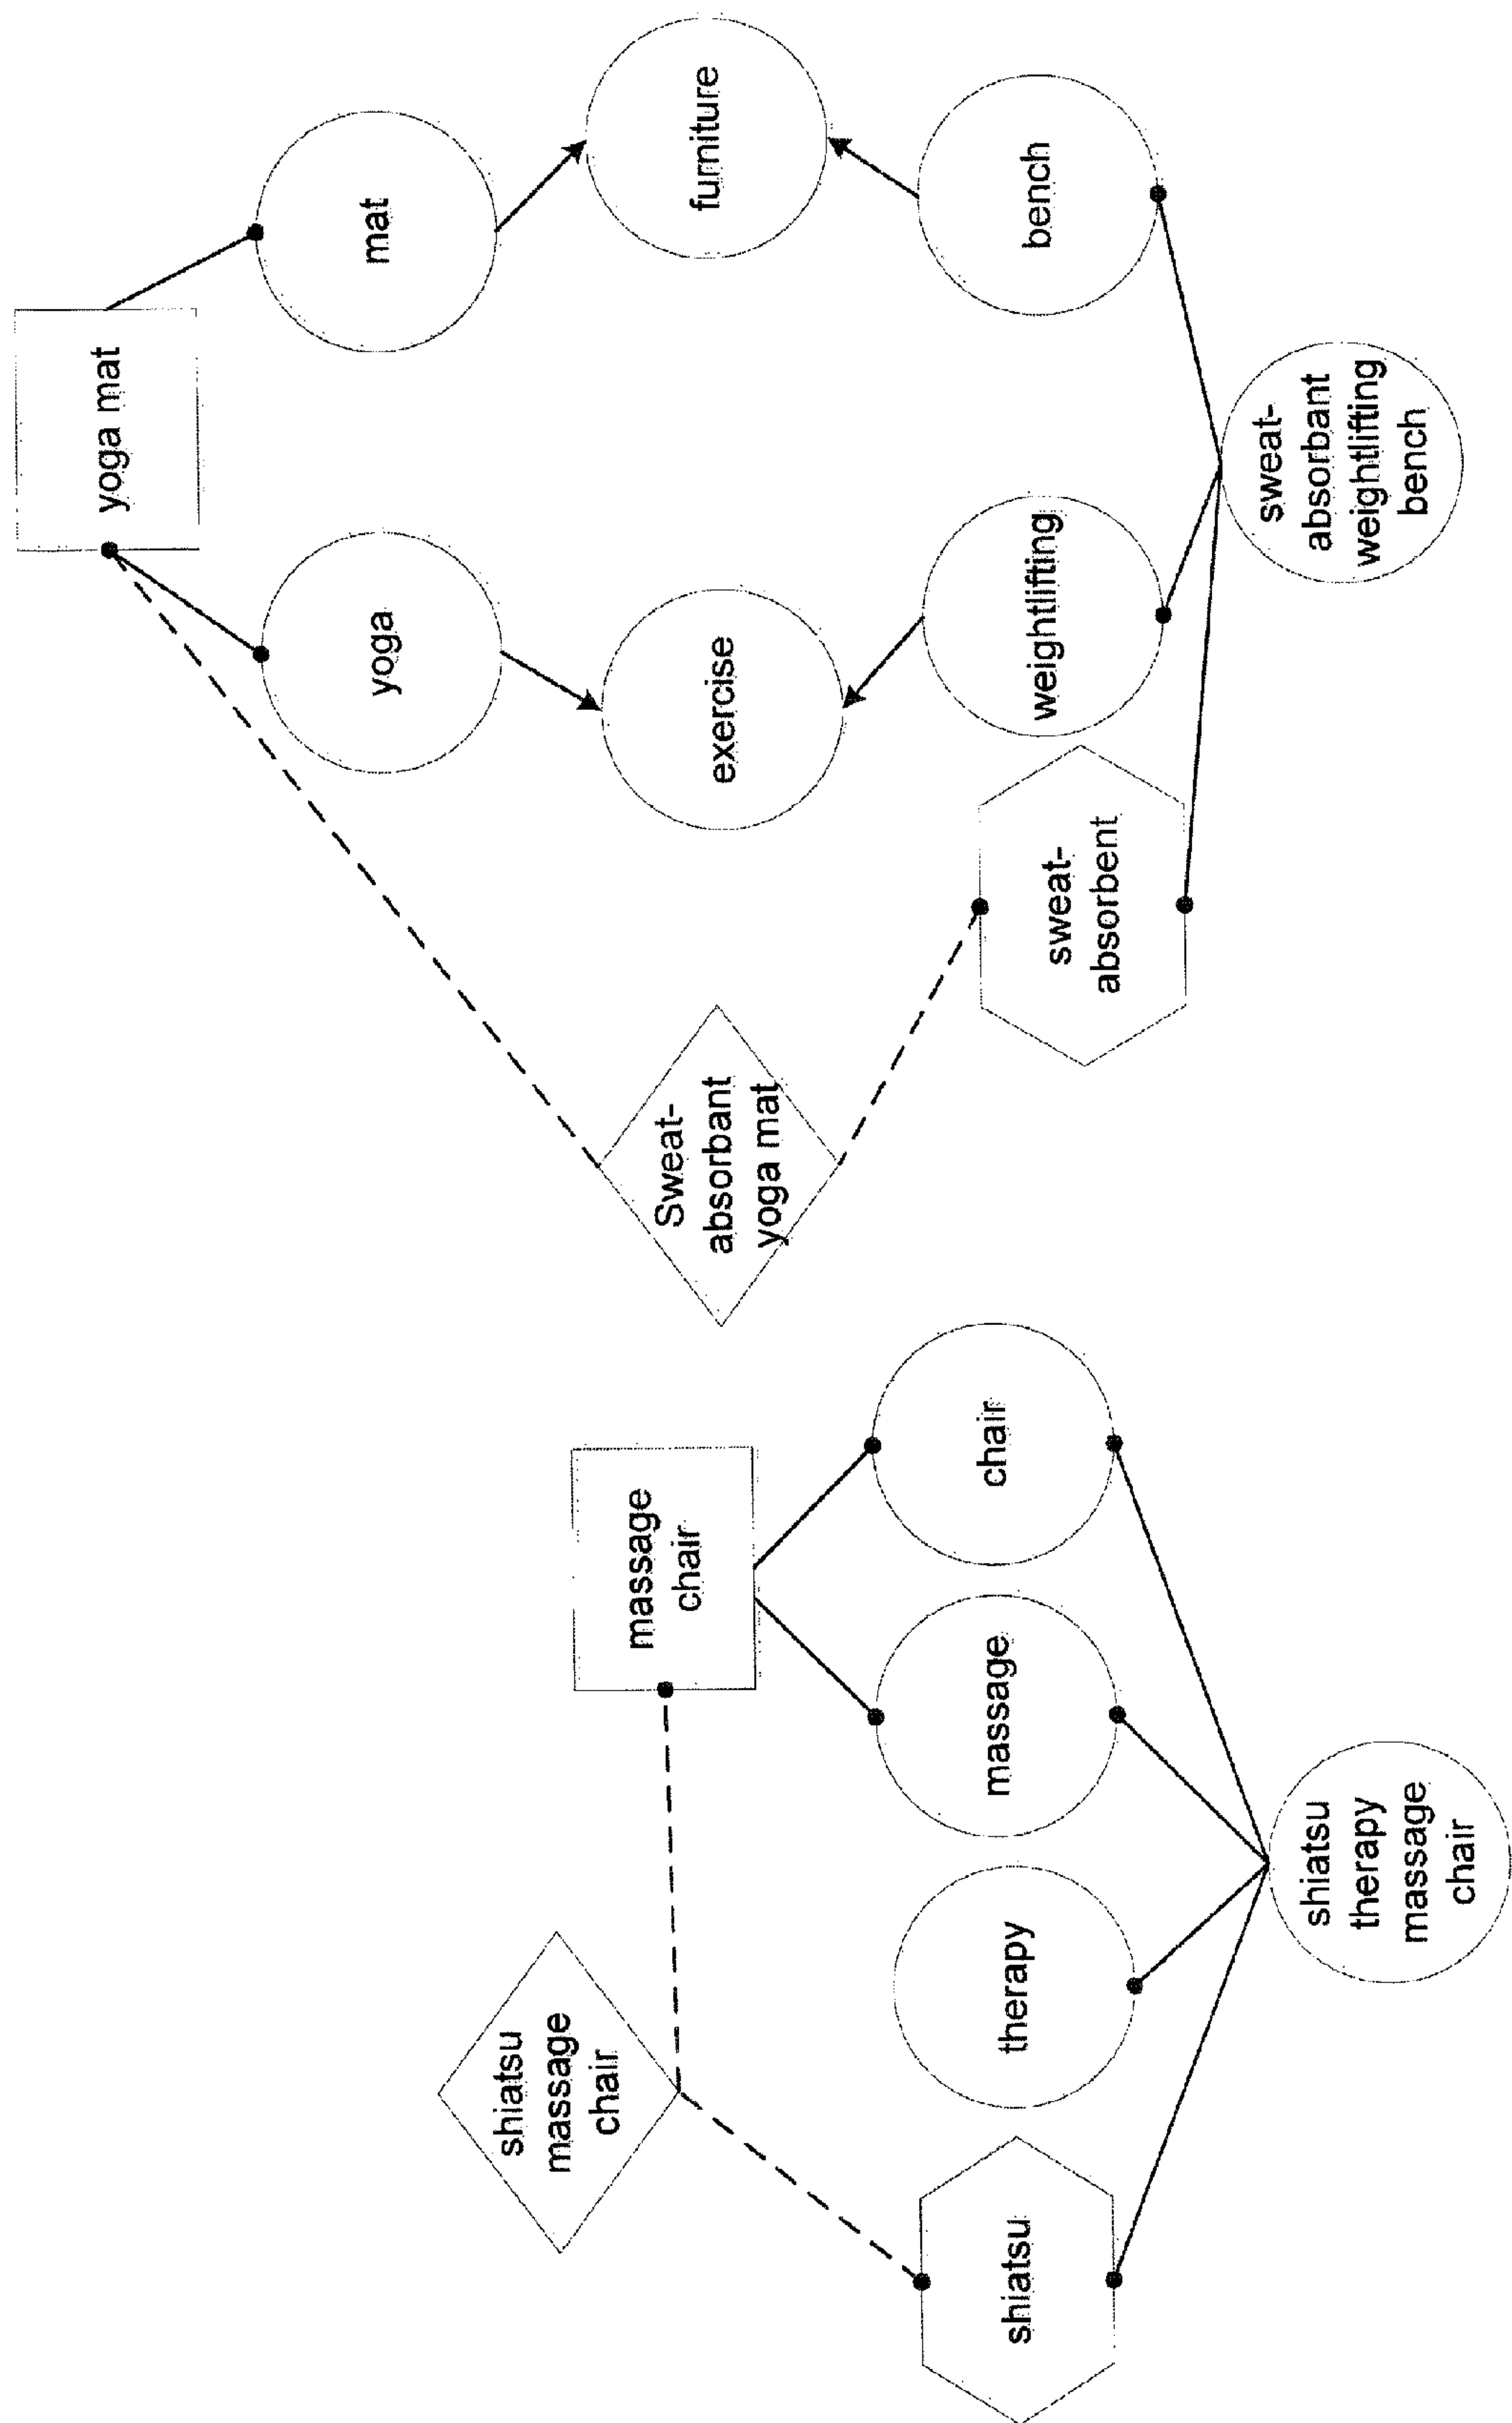 shiatsu
massage
chair
massage
chair
shiatsu
therapy
massage
chair
shiatsu
therapy
massage
chair
yoga mat
yoga
mat
Sweat-
absorbant
yoga mat
exercise
furniture
sweat-
absorbent
weightlifting
bench
sweat-
absorbant
weightlifting
bench